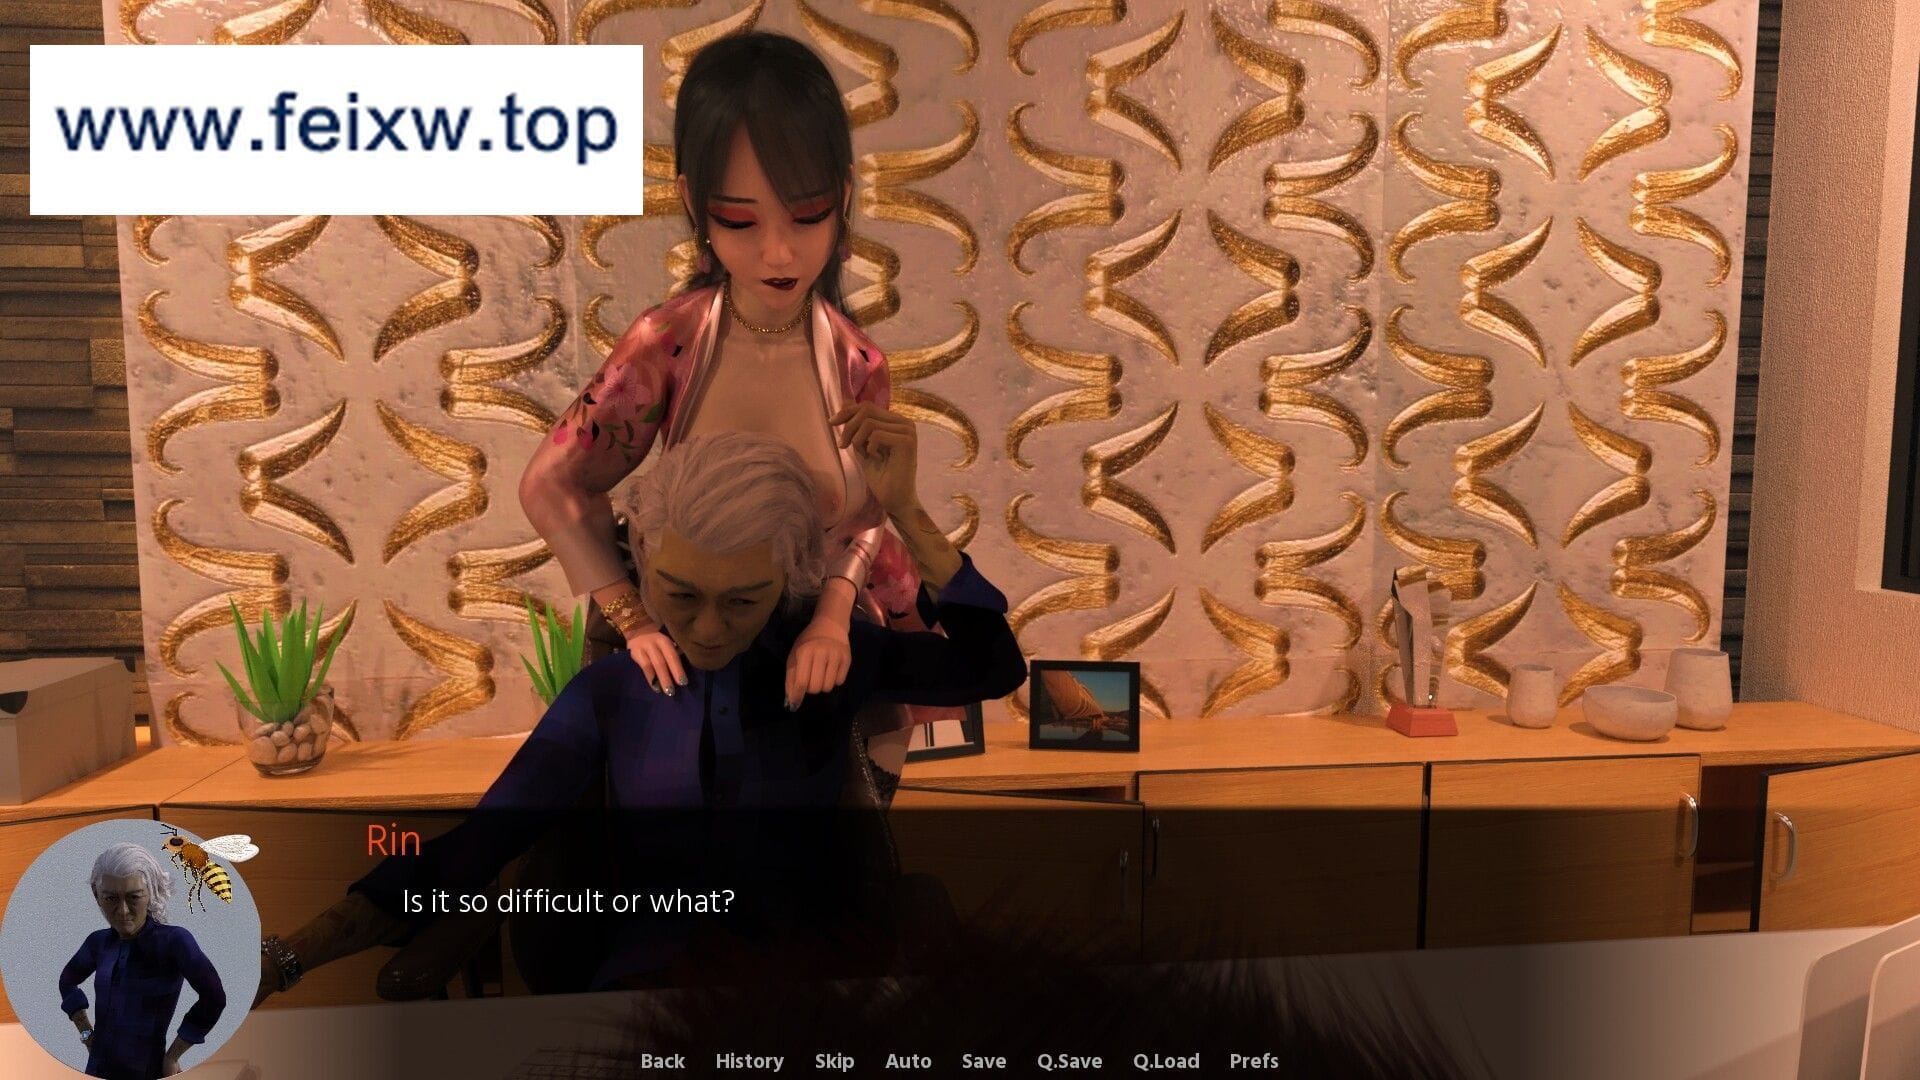 www.feixw.top
Rin
Is it so difficult or what?
Back History Skip Auto Save Q.Save Q.Load Prefs